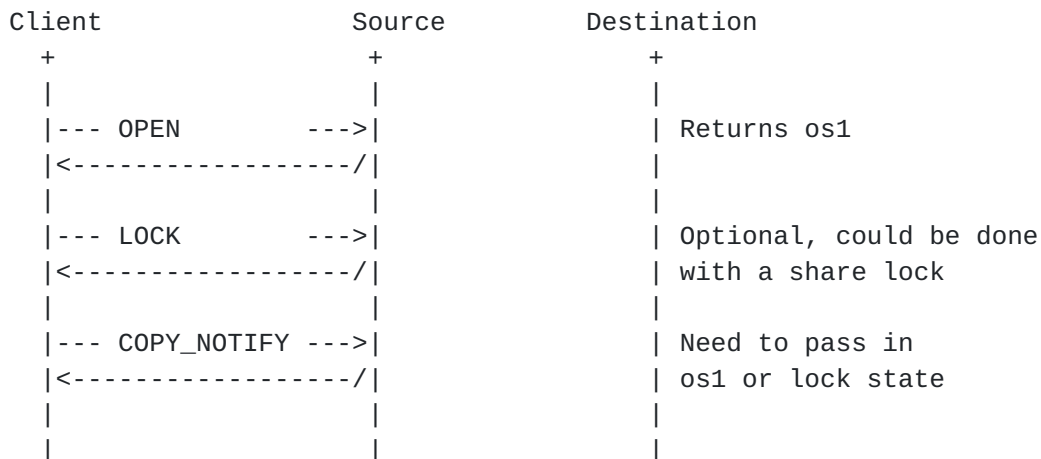 Client                Source         Destination
  +                    +                 +
  |                    |                 |
  |--- OPEN        --->|                 | Returns os1
  |<------------------/|                 |
  |                    |                 |
  |--- LOCK        --->|                 | Optional, could be done
  |<------------------/|                 | with a share lock
  |                    |                 |
  |--- COPY_NOTIFY --->|                 | Need to pass in
  |<------------------/|                 | os1 or lock state
  |                    |                 |
  |                    |                 |